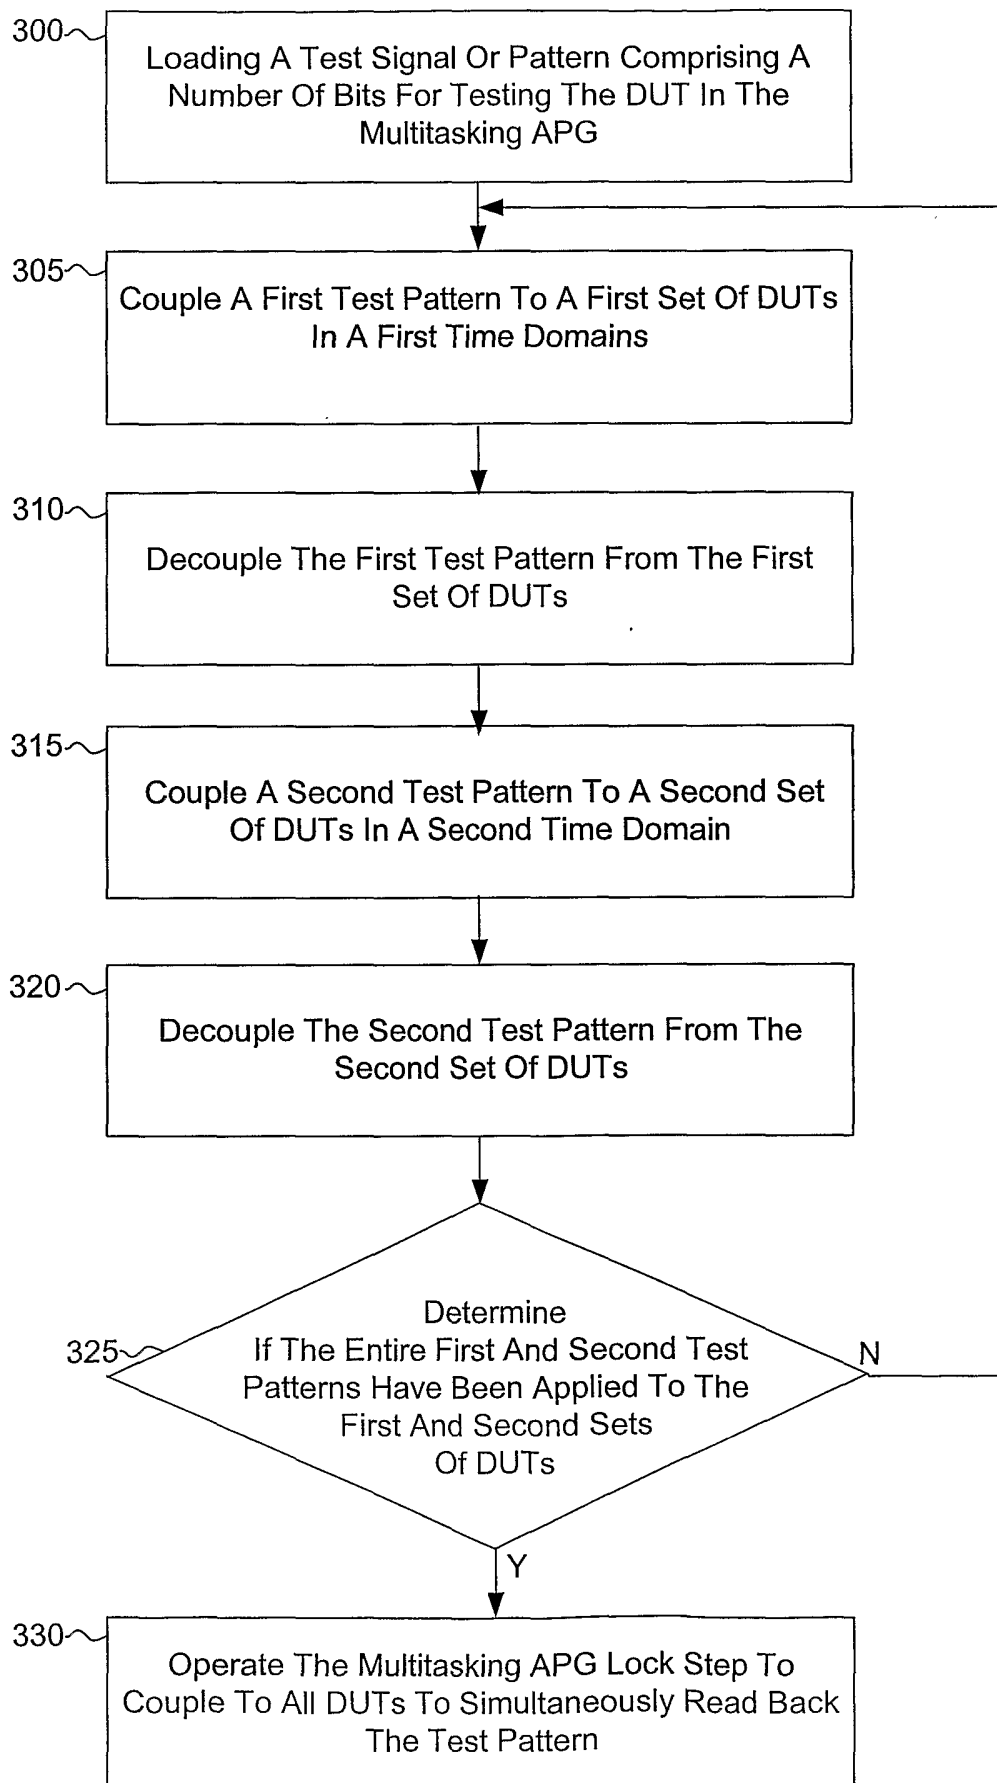 300
Loading A Test Signal Or Pattern Comprising A
Number Of Bits For Testing The DUT In The
Multitasking APG
305
Couple A First Test Pattern To A First Set Of DUTs
In A First Time Domains
310
Decouple The First Test Pattern From The First
Set Of DUTs
315
Couple A Second Test Pattern To A Second Set
Of DUTs In A Second Time Domain
320
Decouple The Second Test Pattern From The
Second Set Of DUTs
325
Determine
If The Entire First And Second Test
Patterns Have Been Applied To The
First And Second Sets
Of DUTs
N
Y
330
Operate The Multitasking APG Lock Step To
Couple To All DUTs To Simultaneously Read Back
The Test Pattern